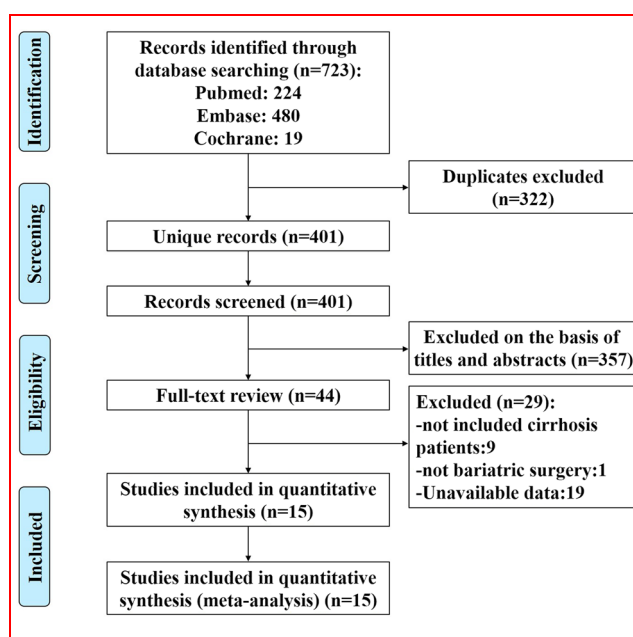 Identification
Records identified through
database searching (n=723):
Pubmed: 224
Embase: 480
Cochrane: 19
Duplicates excluded
(n=322)
Screening
Unique records (n=401)
Records screened (n=401)
Excluded on the basis of
titles and abstracts (n=357)
Eligibility
Full-text review (n=44)
Excluded (n=29):
-not included cirrhosis
patients:9
-not bariatric surgery:1
-Unavailable data:19
Included
Studies included in quantitative
synthesis (n=15)
Studies included in quantitative
synthesis (meta-analysis) (n=15)